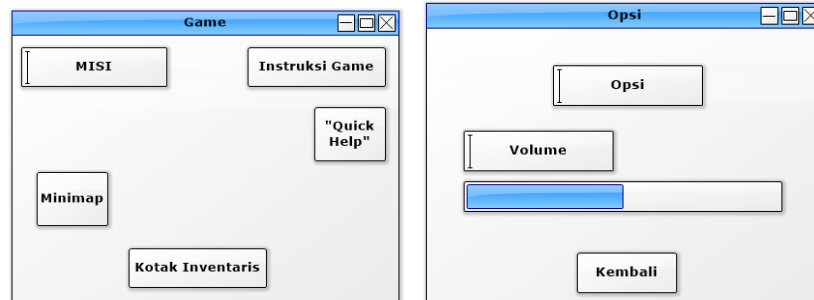 Game
MISI
Instruksi Game
"Quick
Help"
Minimap
Kotak Inventaris
Opsi
Opsi
Volume
Kembali